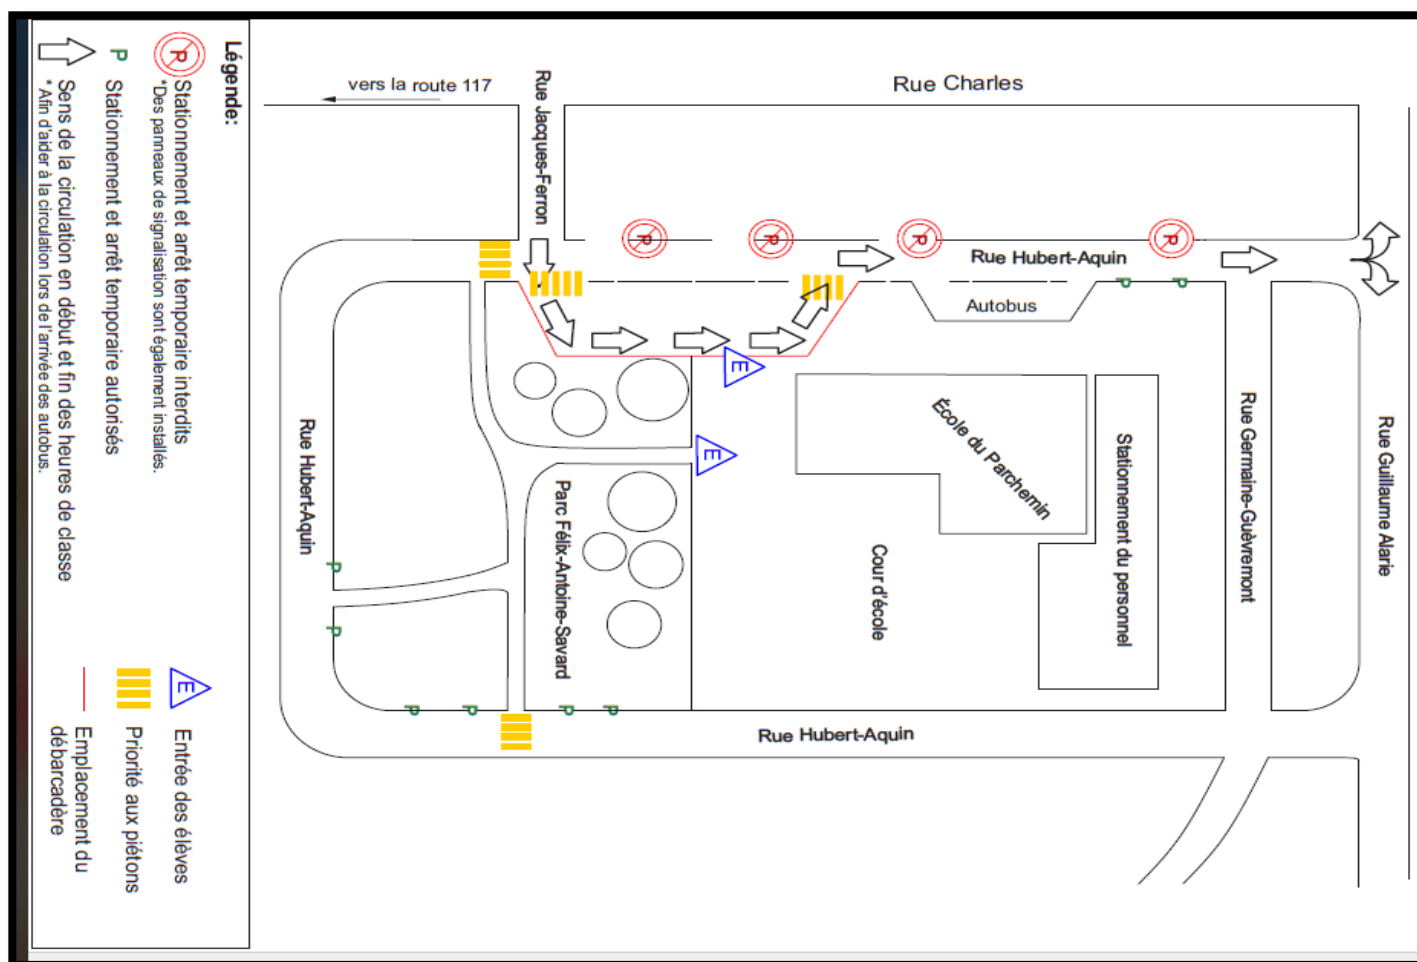 Légende:
P
Stationnement et arrêt temporaire interdits
*Des panneaux de signalisation sont également installés.
P
Stationnement et arrêt temporaire autorisés
Sens de la circulation en début et fin des heures de classe
* Afin d'aider à la circulation lors de l'arrivée des autobus.
E
Entrée des élèves
Priorité aux piétons
Emplacement du
débarcadère
vers la route 117
Rue Jacques-Ferron
Rue Charles
P
P
P
P
Rue Hubert-Aquin
P
P
Autobus
E
E
École du Parchemin
Stationnement du personnel
Rue Germaine-Guèvremont
Rue Guillaume Alarie
Rue Hubert-Aquin
Parc Félix-Antoine-Savard
Cour d'école
P
P
P
P
P
P
Rue Hubert-Aquin